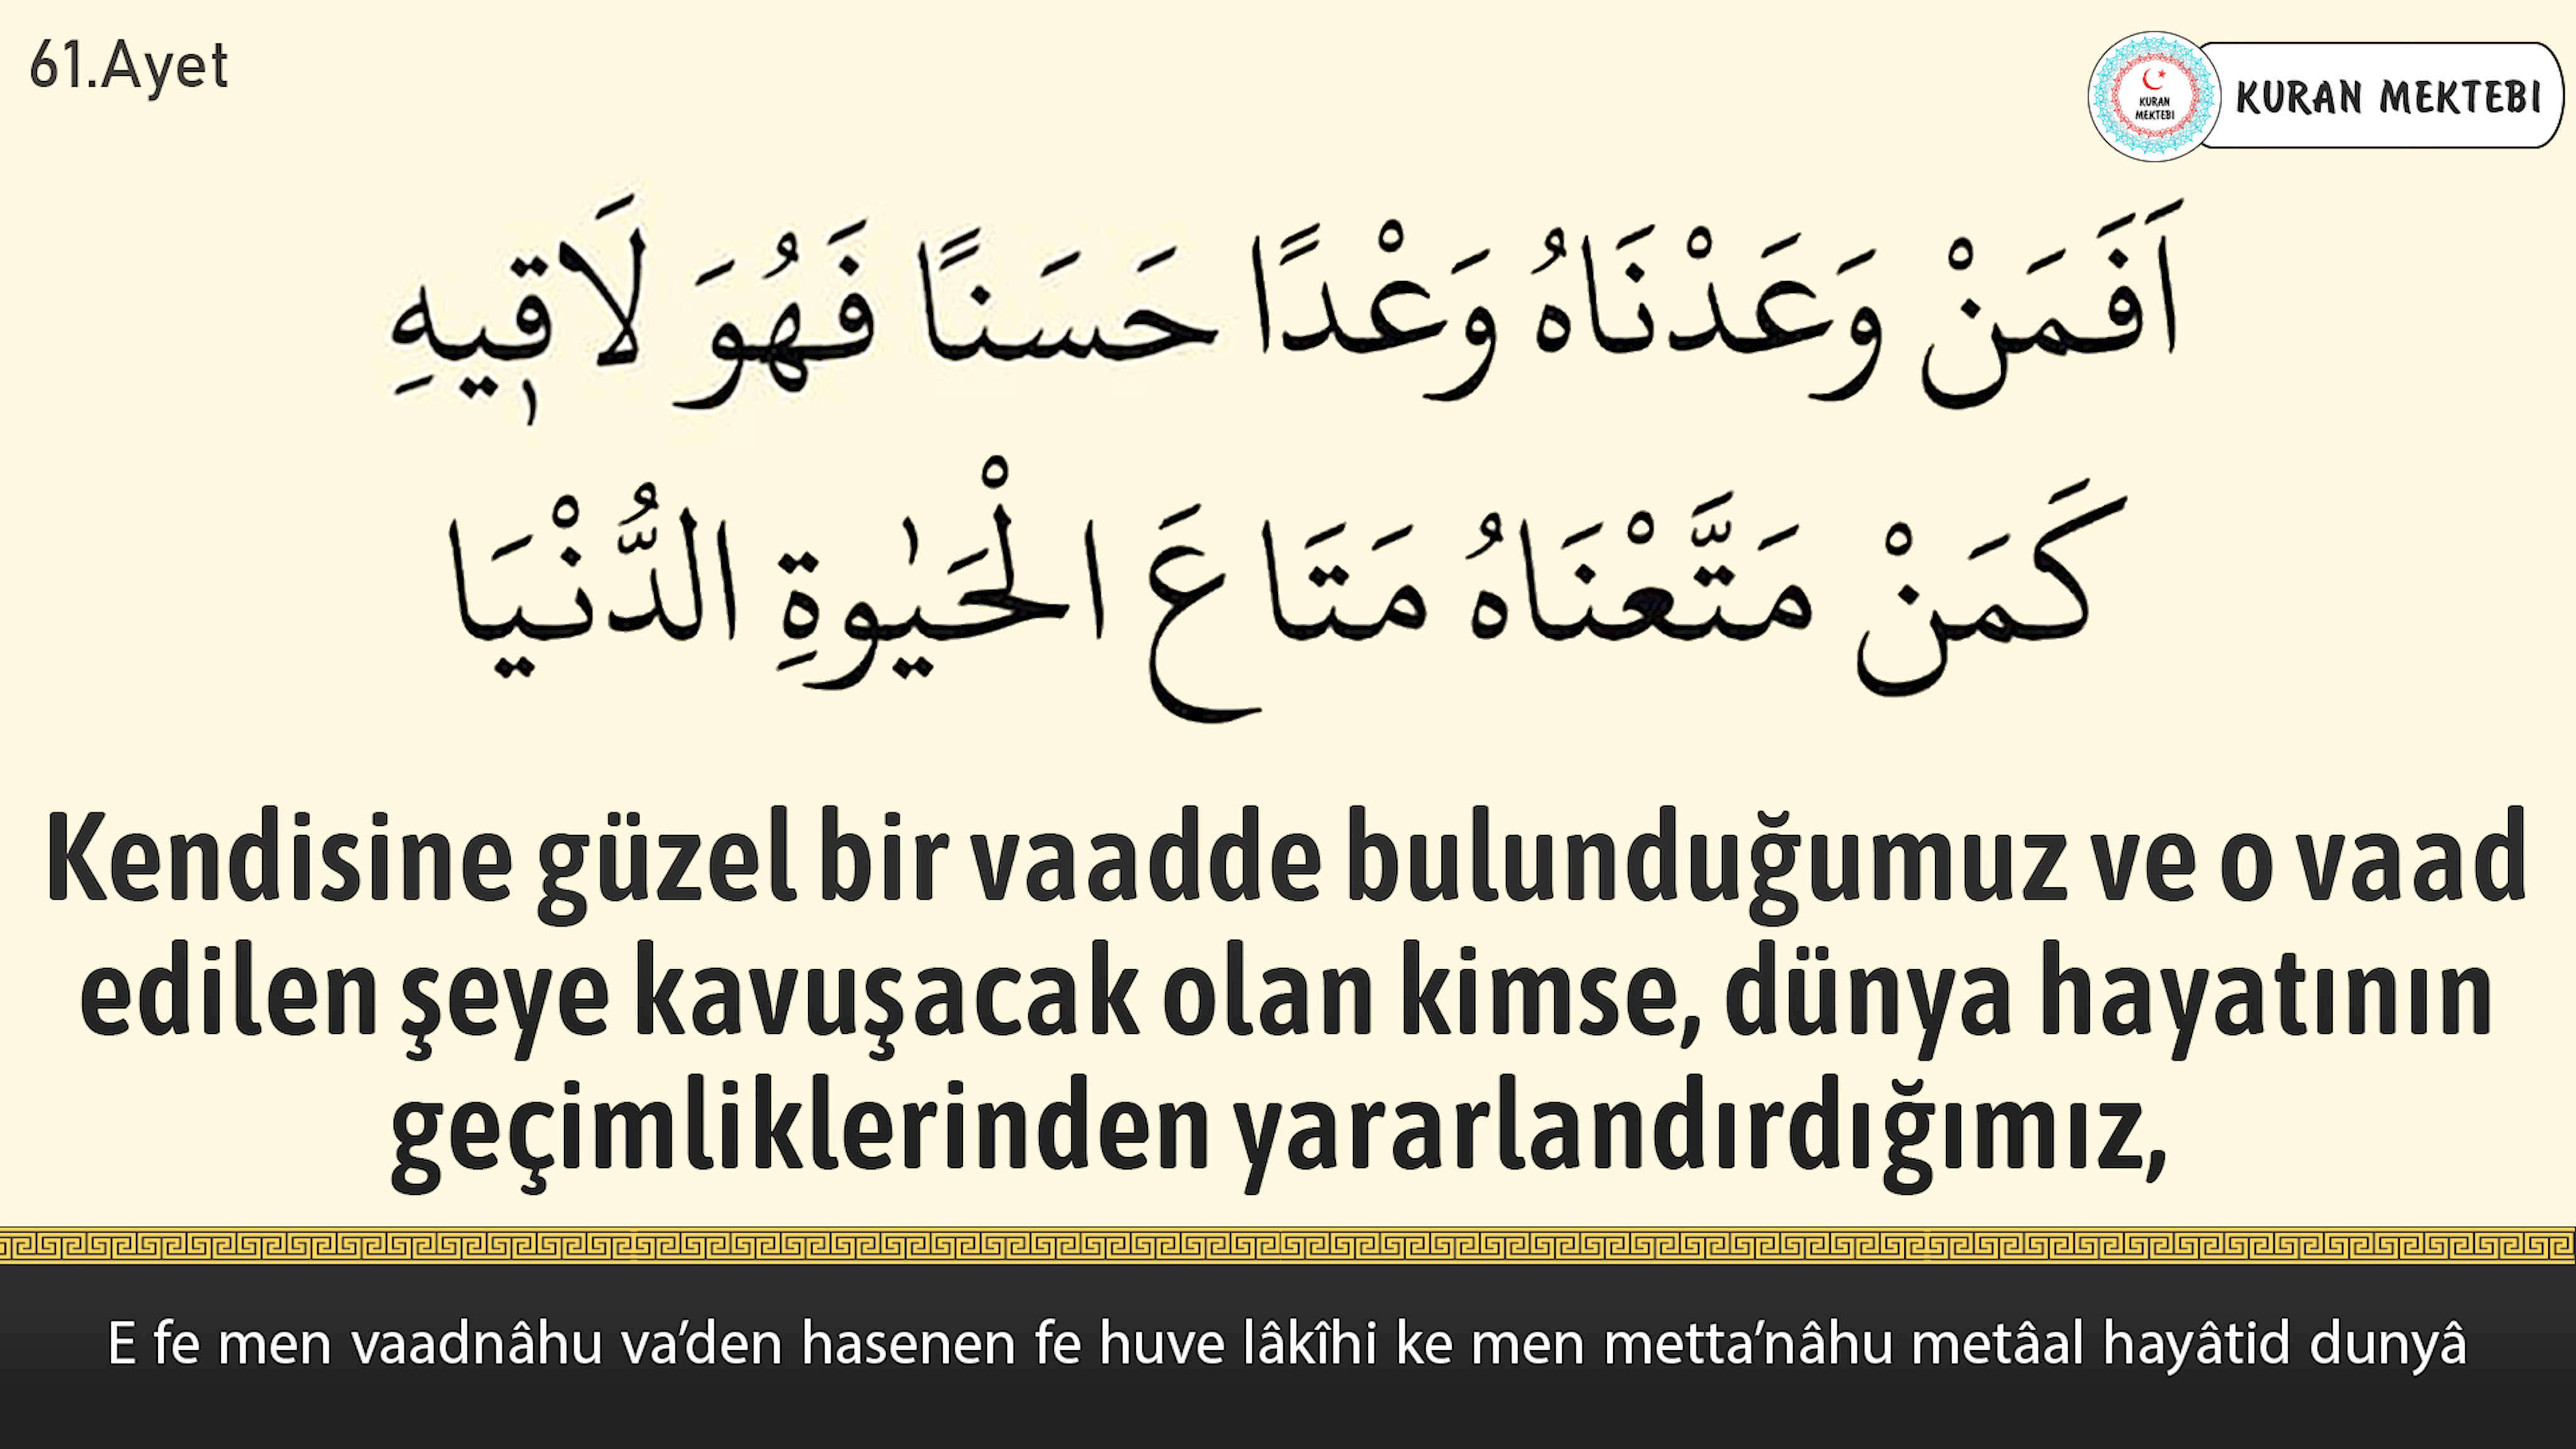 61.Ayet
KURAN
MEKTEBI
KURAN MEKTEBI
اَفَمَنْ وَعَدْنَاهُ وَعْدًا حَسَنًا فَهُوَ لَاقٖيهِ
كَمَنْ مَتَّعْنَاهُ مَتَاعَ الْحَيٰوةِ الدُّنْيَا
Kendisine güzel bir vaadde bulunduğumuz ve o vaad
edilen şeye kavuşacak olan kimse, dünya hayatının
geçimliklerinden yararlandırdığımız,
E fe men vaadnâhu va’den hasenen fe huve lâkîhi ke men metta’nâhu metâal hayâtid dunyâ